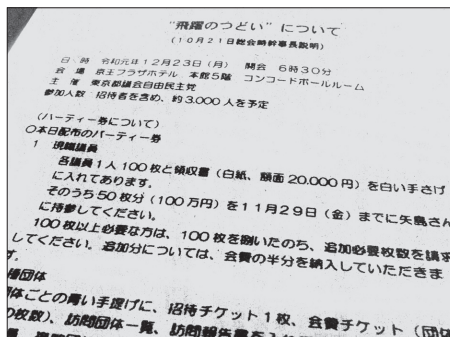 “飛躍のつどい”について
(10月21日総会時幹事長説明)
日 時 令和元年12月23日(月) 開会 6時30分
会 場 京王プラザホテル 本館5階 コンコードボールルーム
主 催 東京都議会自由民主党
参加人数 招待者を含め、約3,000人を予定
(パーティー券について)
○本日配布のパーティー券
1 現職議員
各議員1人100枚と領収書(白紙、額面20.000円)を白い手さげ
に入れてあります。
そのうち50枚分(100万円)を11月29日(金)までに矢島さん
に持参してください。
100枚以上必要な方は、100枚を捌いたのち、追加必要枚数を請求
してください。追加分については、会費の半分を納入していただきま
す。
種団体
体ごとの青い手提げに、招待チケット1枚、会費チケット(団体
の枚数)、訪問団体一覧、訪問報告書を入れ